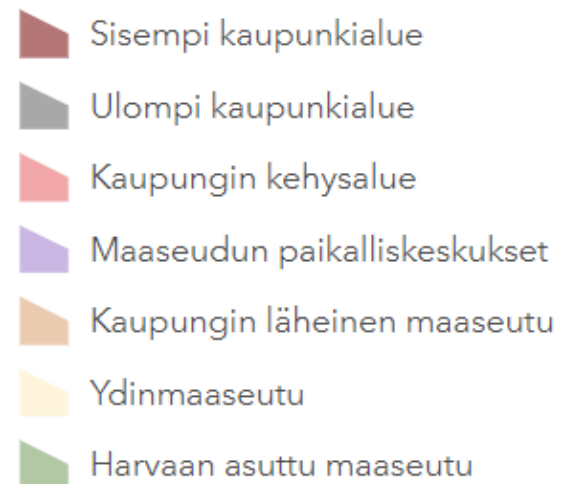 Sisempi kaupunkialue
Ulompi kaupunkialue
Kaupungin kehysalue
Maaseudun paikalliskeskukset
Kaupungin läheinen maaseutu
Ydinmaaseutu
Harvaan asuttu maaseutu